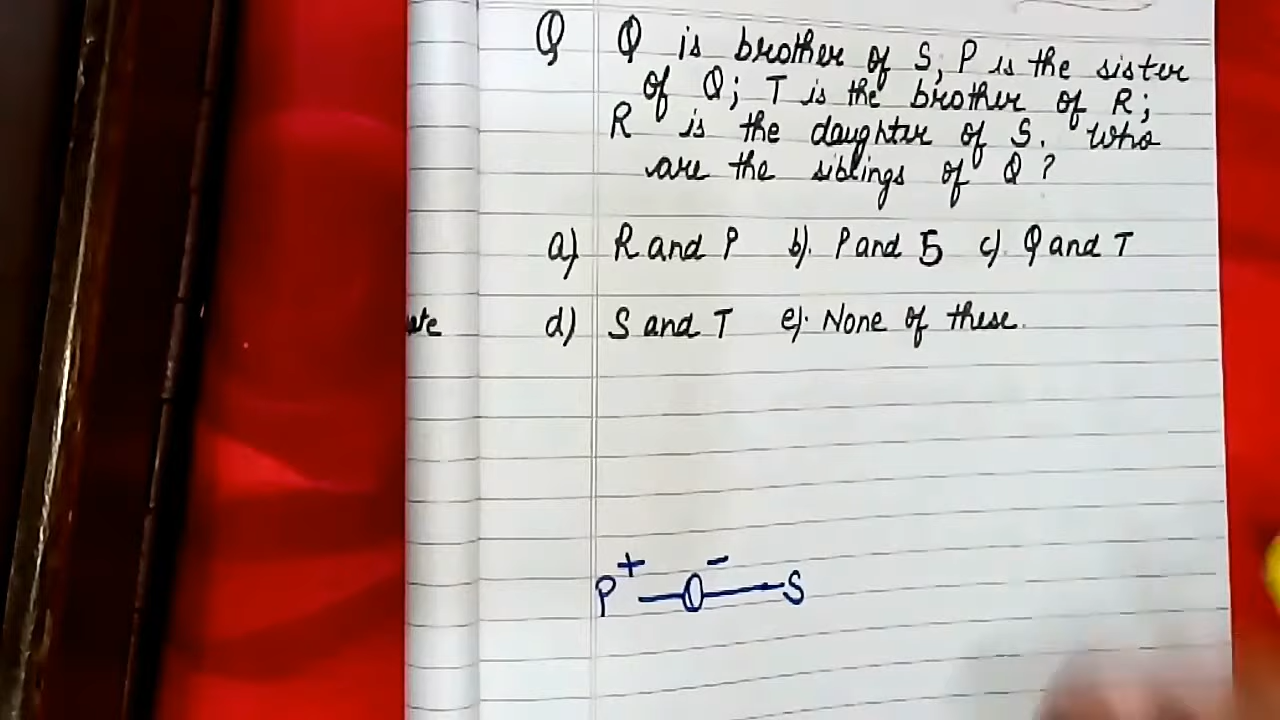 Q Q is brother of S; P is the sister
of Q; T is the brother of R;
R is the daughter of S. Who
are the siblings of Q?
a) R and P b). P and S c) Q and T
d) S and T e). None of these.
P+ — Q- — S